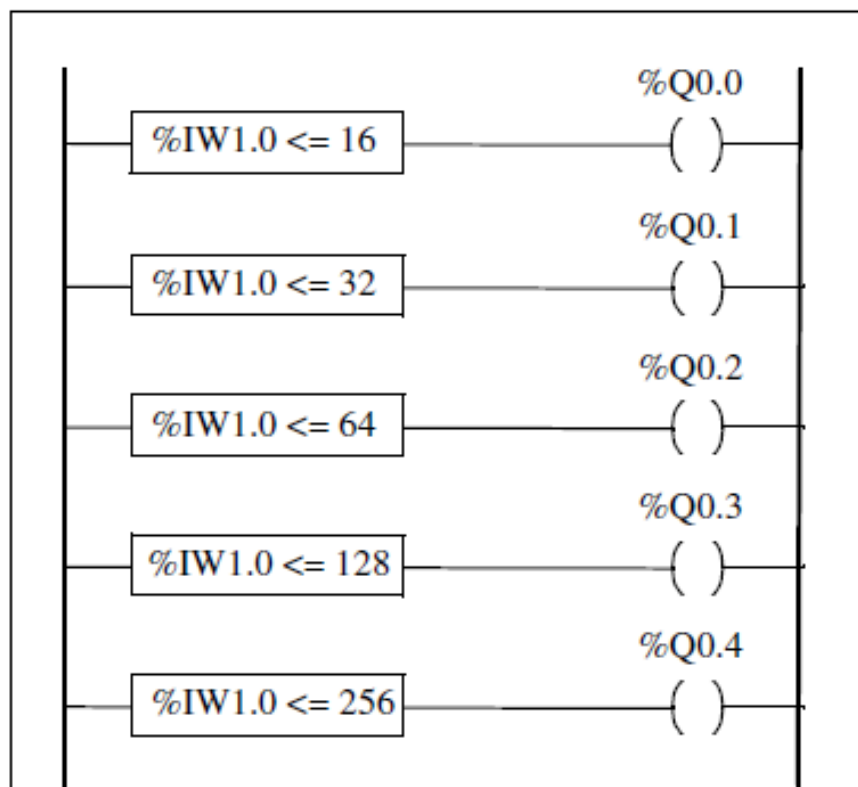 %Q0.0
%IW1.0 <= 16
%Q0.1
%IW1.0 <= 32
%Q0.2
%IW1.0 <= 64
%Q0.3
%IW1.0 <= 128
%Q0.4
%IW1.0 <= 256